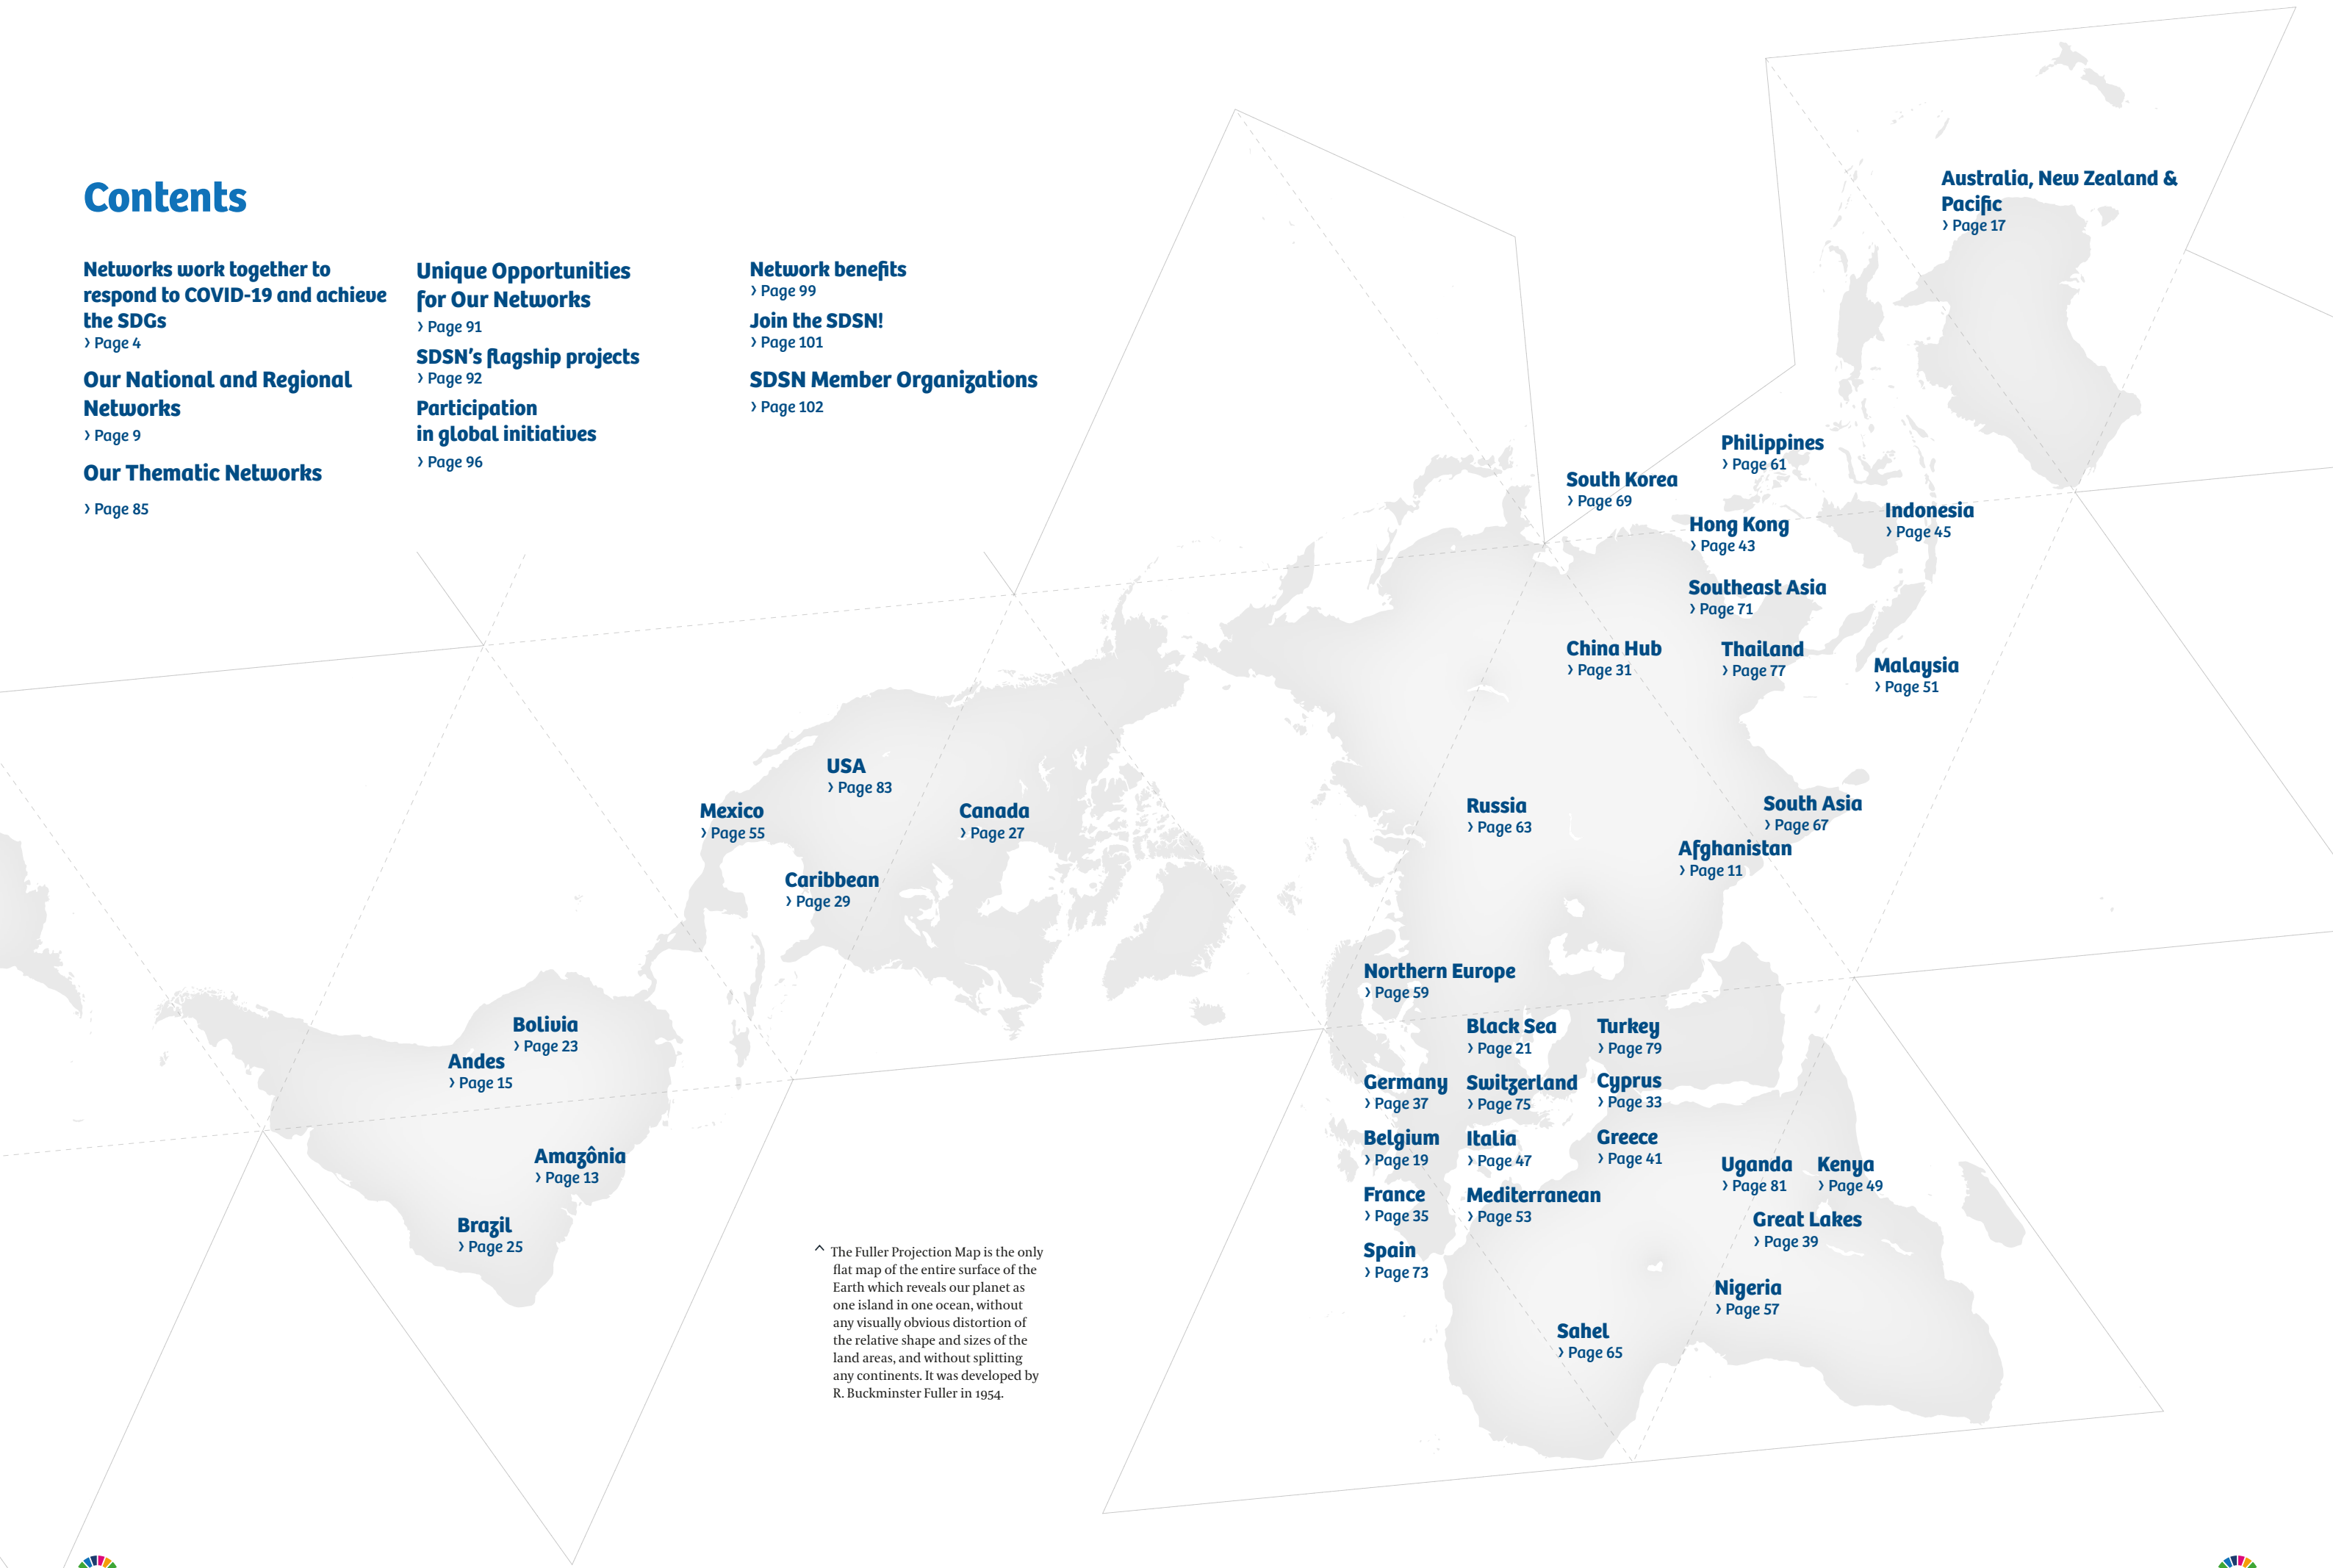 Contents
Networks work together to
respond to COVID-19 and achieve
the SDGs
› Page 4
Our National and Regional
Networks
› Page 9
Our Thematic Networks
› Page 85
Unique Opportunities
for Our Networks
› Page 91
SDSN's flagship projects
› Page 92
Participation
in global initiatives
› Page 96
Network benefits
› Page 99
Join the SDSN!
› Page 101
SDSN Member Organizations
› Page 102
Australia, New Zealand &
Pacific
› Page 17
Philippines
› Page 61
South Korea
› Page 69
Indonesia
› Page 45
Hong Kong
› Page 43
Southeast Asia
› Page 71
China Hub
› Page 31
Thailand
› Page 77
Malaysia
› Page 51
USA
› Page 83
Mexico
› Page 55
Canada
› Page 27
Caribbean
› Page 29
Russia
› Page 63
South Asia
› Page 67
Afghanistan
› Page 11
Northern Europe
› Page 59
Bolivia
› Page 23
Andes
› Page 15
Amazônia
› Page 13
Brazil
› Page 25
Black Sea
› Page 21
Turkey
› Page 79
Germany
› Page 37
Switzerland
› Page 75
Cyprus
› Page 33
Belgium
› Page 19
Italia
› Page 47
Greece
› Page 41
France
› Page 35
Mediterranean
› Page 53
Spain
› Page 73
Uganda
› Page 81
Kenya
› Page 49
Great Lakes
› Page 39
Nigeria
› Page 57
Sahel
› Page 65
^ The Fuller Projection Map is the only
flat map of the entire surface of the
Earth which reveals our planet as
one island in one ocean, without
any visually obvious distortion of
the relative shape and sizes of the
land areas, and without splitting
any continents. It was developed by
R. Buckminster Fuller in 1954.